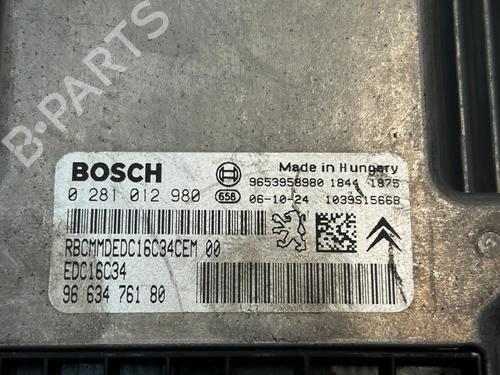 B-PARTS
BOSCH
Made in Hungary
0 281 012 980
658
9653958980 1844 1875
06-10-24 1039S15668
RBCMMDEDC16C34CEM 00
EDC16C34
96 634 761 80